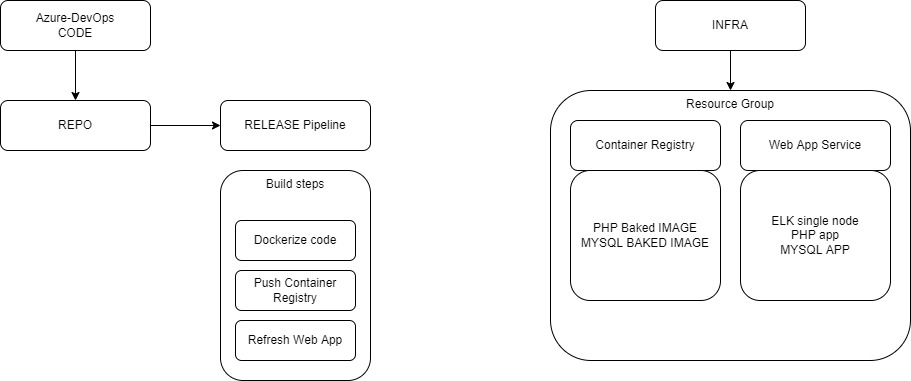 Azure-DevOps
CODE
REPO
RELEASE Pipeline
Build steps
Dockerize code
Push Container
Registry
Refresh Web App
INFRA
Resource Group
Container Registry
PHP Baked IMAGE
MYSQL BAKED IMAGE
Web App Service
ELK single node
PHP app
MYSQL APP